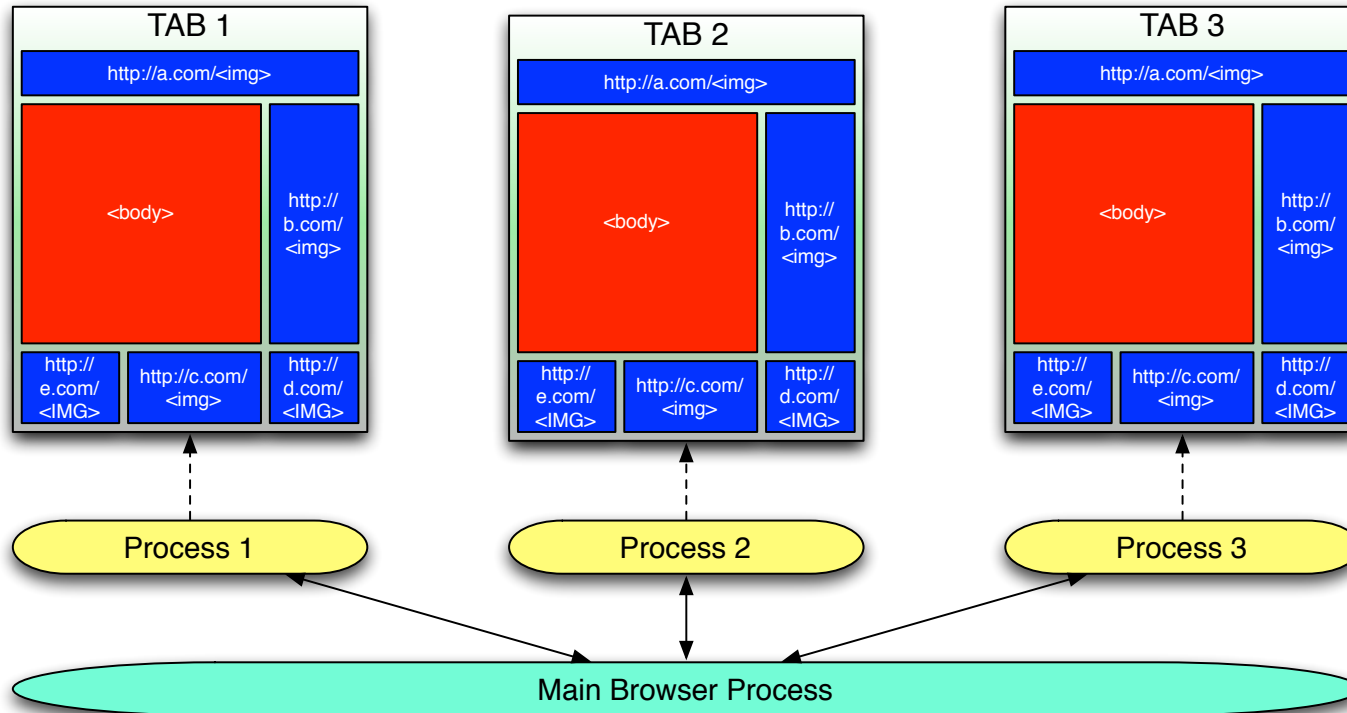 TAB 1
http://a.com/<img>
<body>
http://
b.com/
<img>
http://
e.com/
<IMG>
http://c.com/
<img>
http://
d.com/
<IMG>
TAB 2
http://a.com/<img>
<body>
http://
b.com/
<img>
http://
e.com/
<IMG>
http://c.com/
<img>
http://
d.com/
<IMG>
TAB 3
http://a.com/<img>
<body>
http://
b.com/
<img>
http://
e.com/
<IMG>
http://c.com/
<img>
http://
d.com/
<IMG>
Process 1
Process 2
Process 3
Main Browser Process